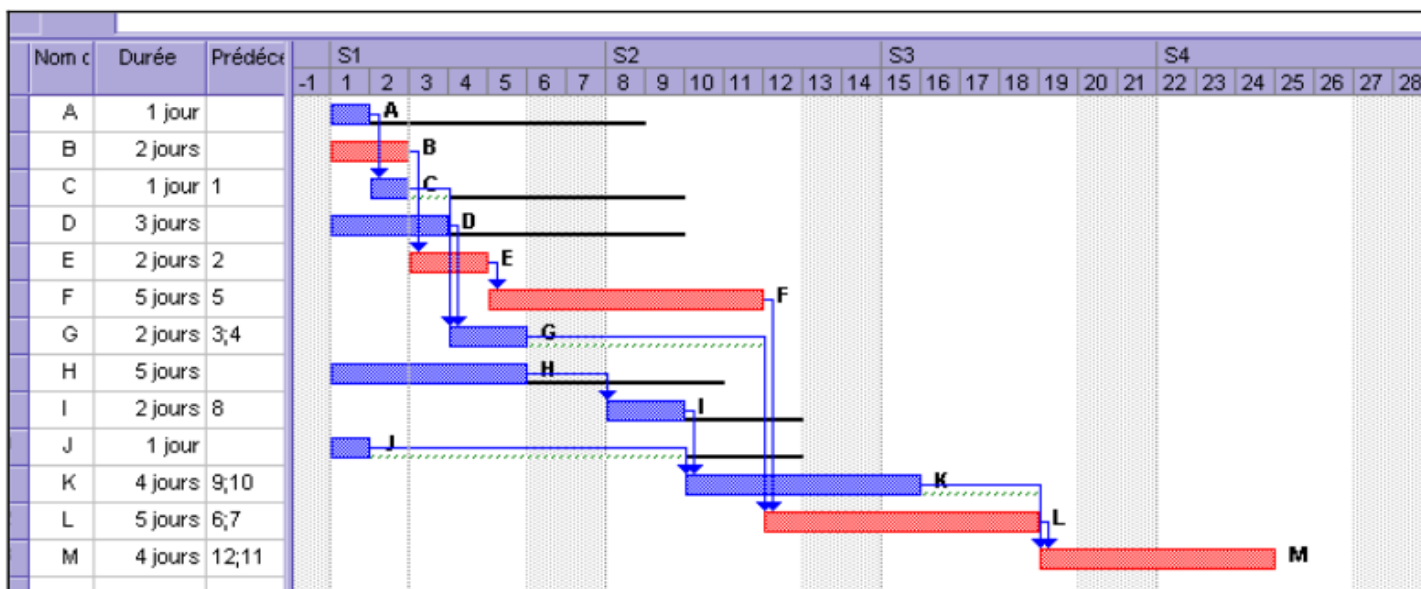 Nom d Durée Prédéce S1 S2 S3 S4
-1 1 2 3 4 5 6 7 8 9 10 11 12 13 14 15 16 17 18 19 20 21 22 23 24 25 26 27 28
A 1 jour A
B 2 jours B
C 1 jour 1 C
D 3 jours D
E 2 jours 2 E
F 5 jours 5 F
G 2 jours 3;4 G
H 5 jours H
I 2 jours 8 I
J 1 jour J
K 4 jours 9;10 K
L 5 jours 6;7 L
M 4 jours 12;11 M